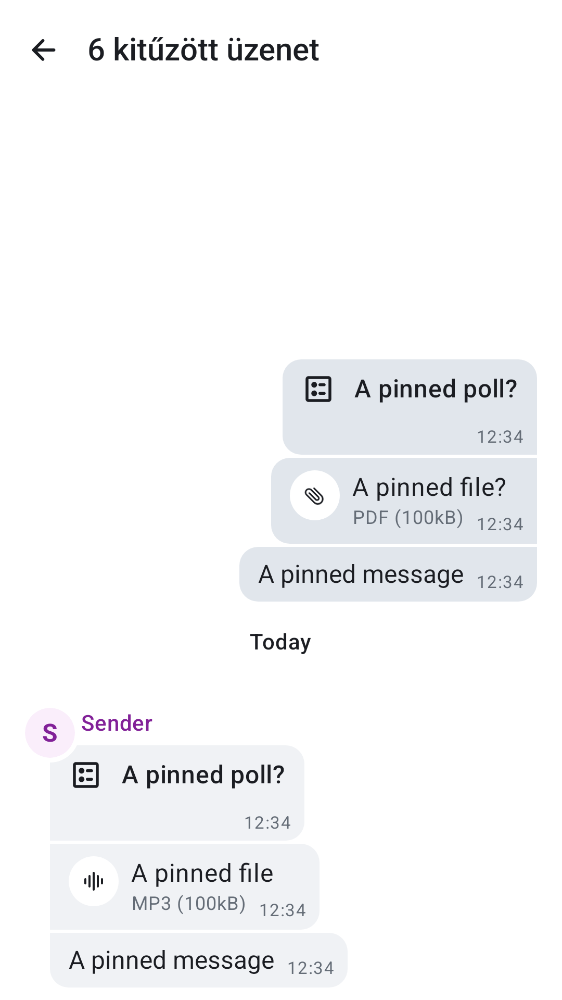 6 kitűzött üzenet
A pinned poll?
12:34
A pinned file?
PDF (100kB) 12:34
A pinned message 12:34
Today
S Sender
A pinned poll?
12:34
A pinned file
MP3 (100kB) 12:34
A pinned message 12:34